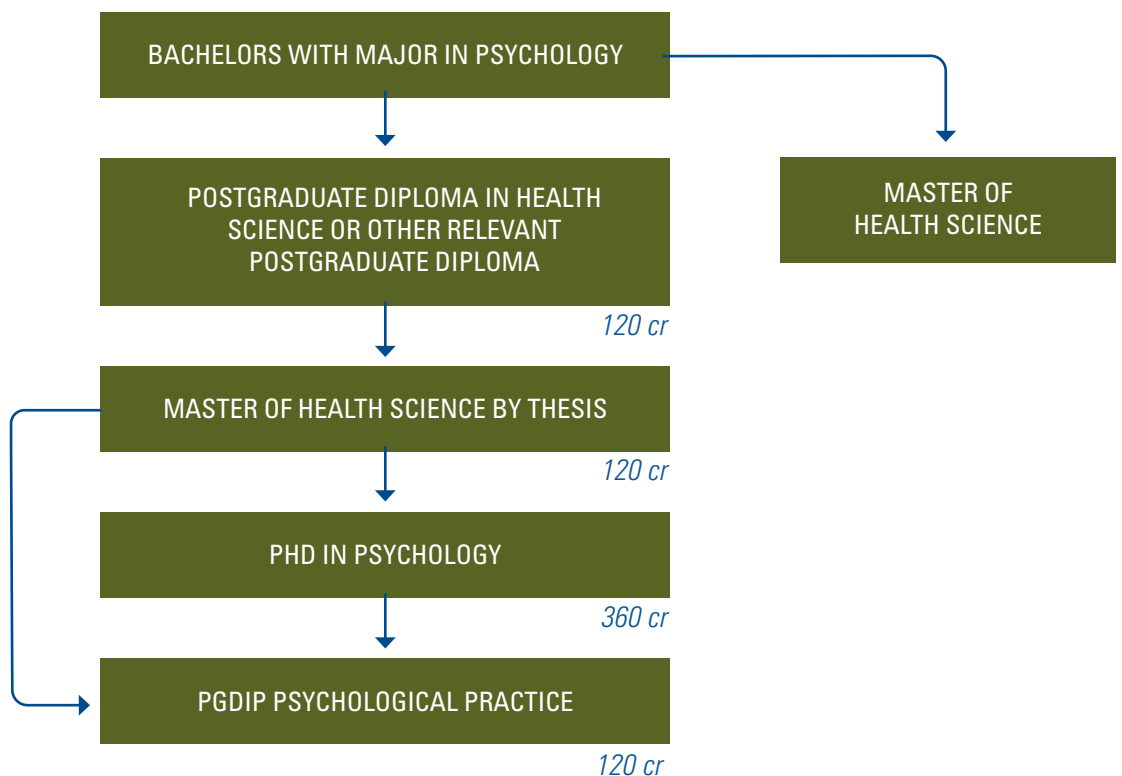 BACHELORS WITH MAJOR IN PSYCHOLOGY
POSTGRADUATE DIPLOMA IN HEALTH
SCIENCE OR OTHER RELEVANT
POSTGRADUATE DIPLOMA
120 cr
MASTER OF
HEALTH SCIENCE
MASTER OF HEALTH SCIENCE BY THESIS
120 cr
PHD IN PSYCHOLOGY
360 cr
PGDIP PSYCHOLOGICAL PRACTICE
120 cr